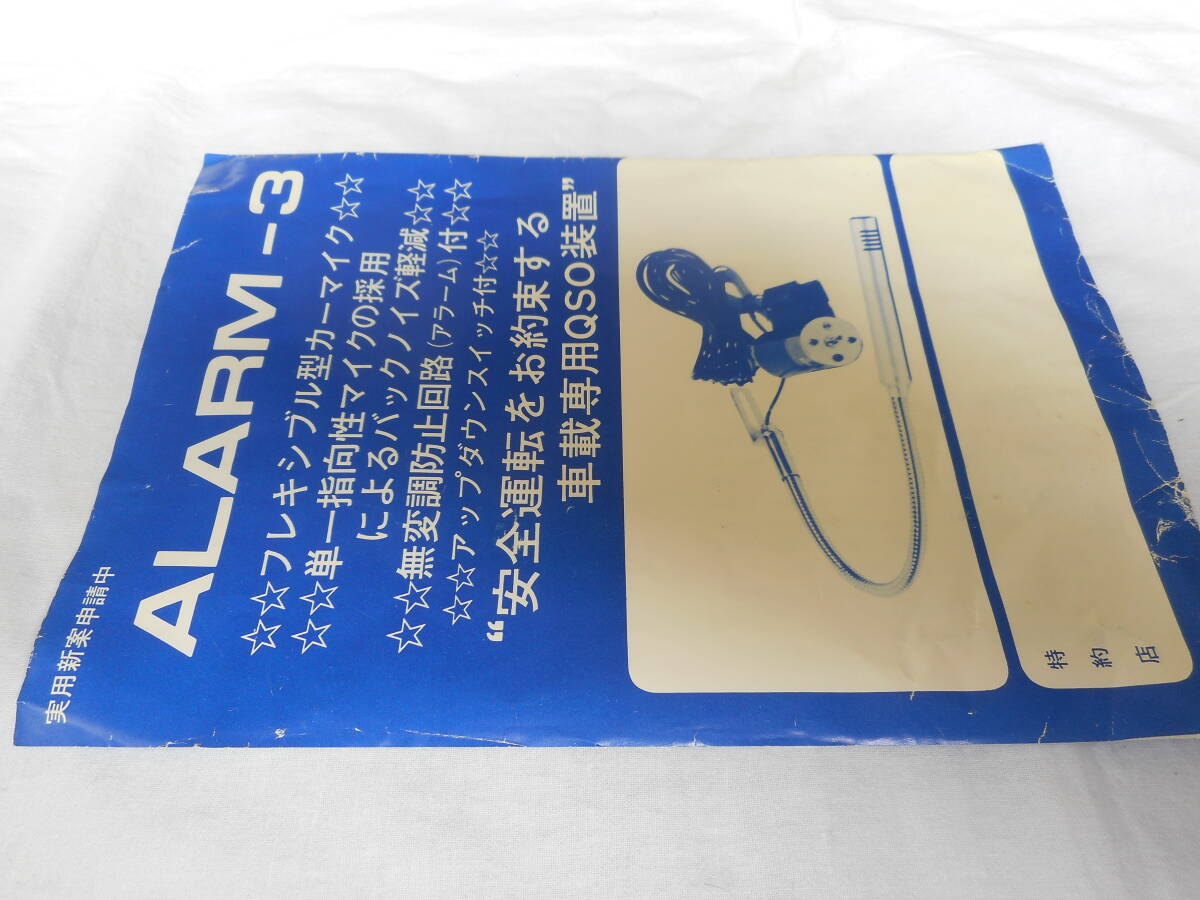 実用新案申請中
ALARM-3
☆☆フレキシブル型カーマイク☆☆
☆☆単一指向性マイクの採用
によるバックノイズ軽減☆☆
☆☆無変調防止回路(アラーム)付☆☆
☆☆アップダウンスイッチ付☆☆
“安全運転をお約束する
車載専用QSO装置”
特約店